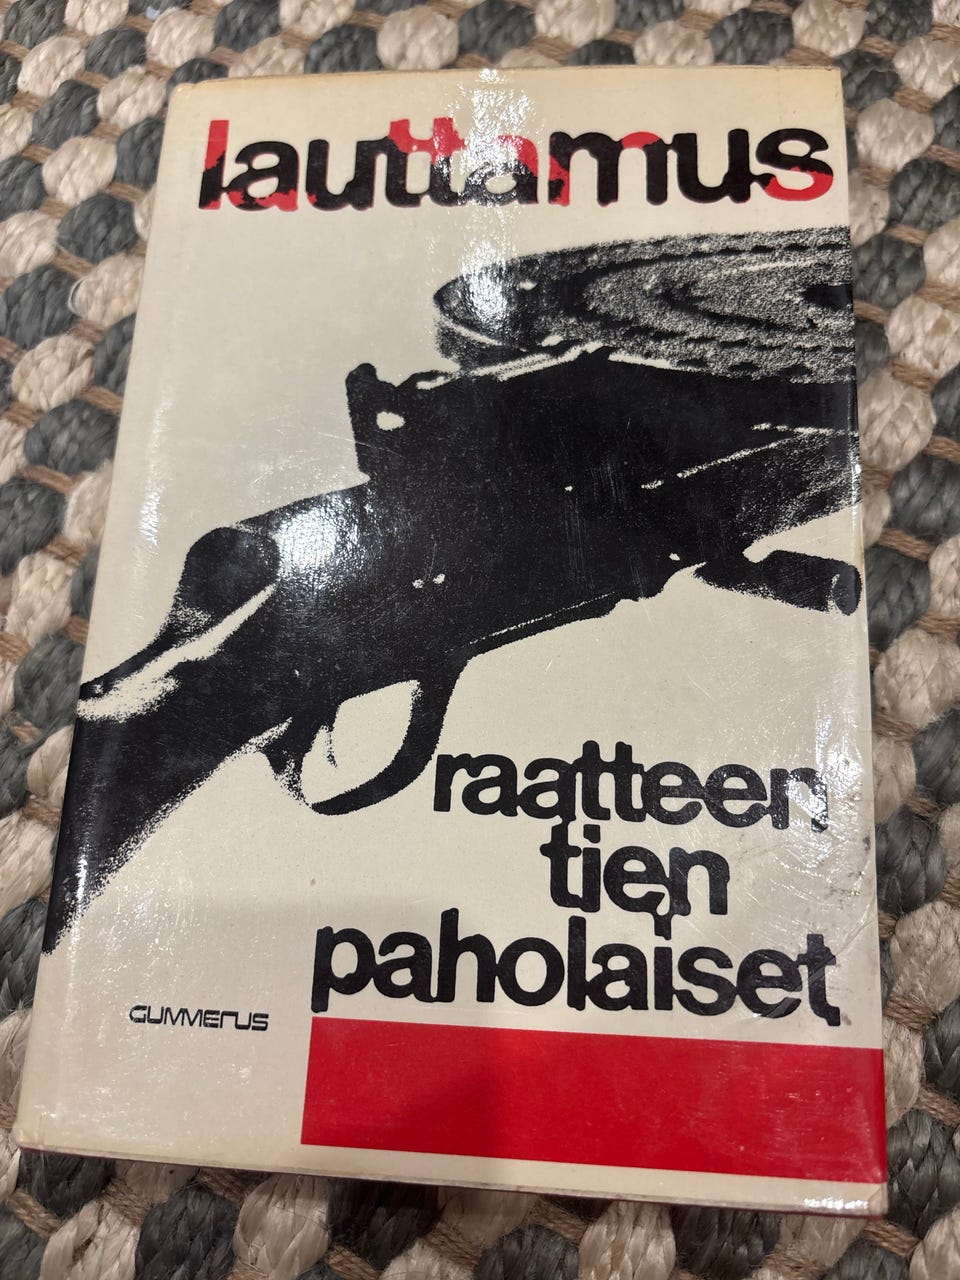 lauttamus
raatteen
tien
paholaiset
GUMMERUS